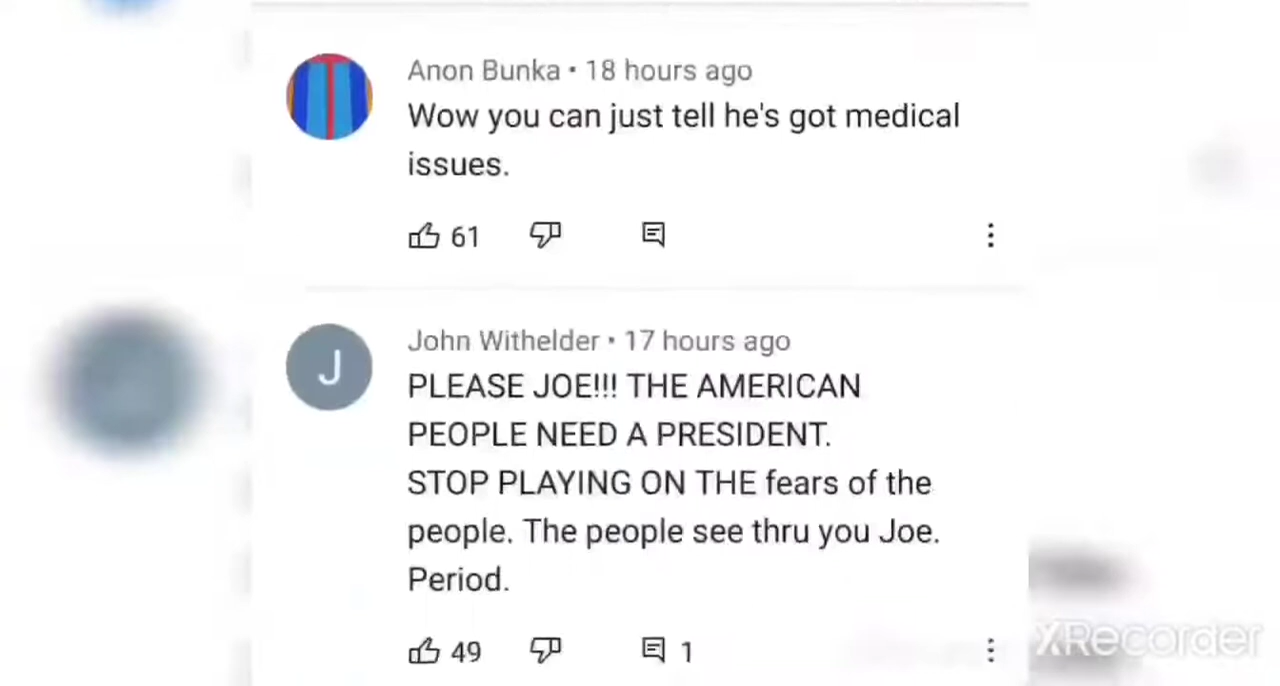 Anon Bunka • 18 hours ago
Wow you can just tell he's got medical
issues.
61
J
John Withelder • 17 hours ago
PLEASE JOE!!! THE AMERICAN
PEOPLE NEED A PRESIDENT.
STOP PLAYING ON THE fears of the
people. The people see thru you Joe.
Period.
49
1
XRecorder